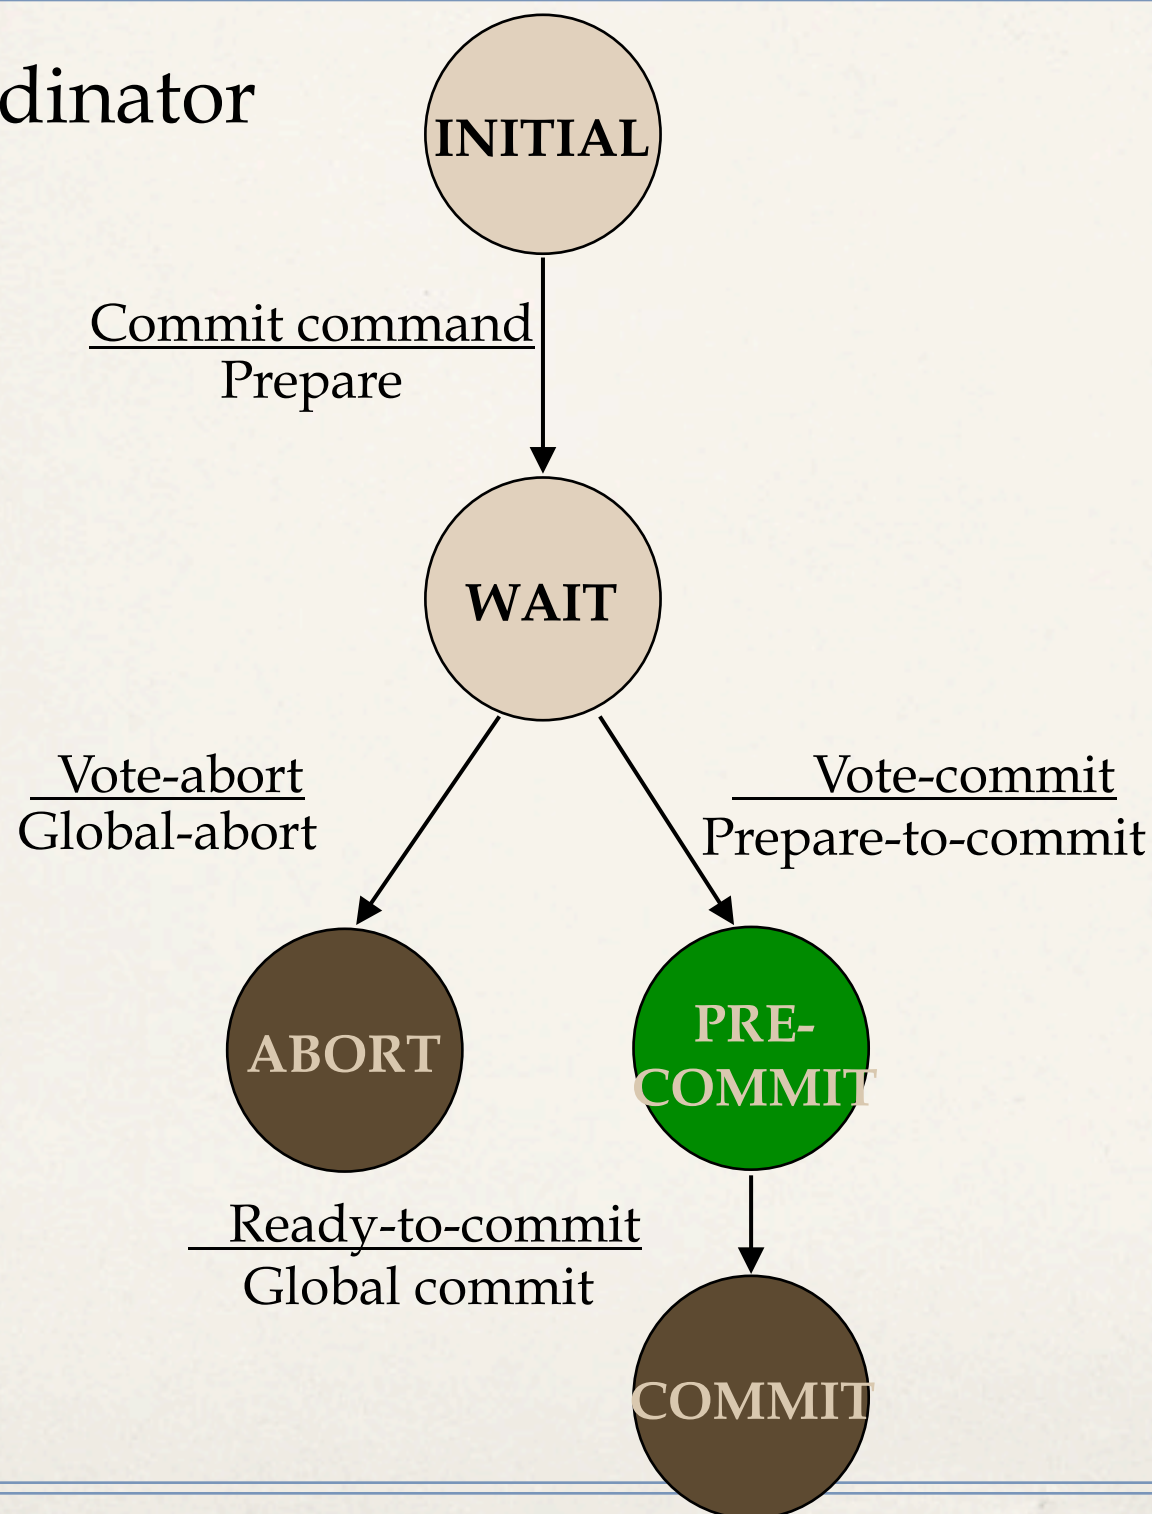 dinator
INITIAL
Commit command
Prepare
WAIT
Vote-abort
Global-abort
Vote-commit
Prepare-to-commit
ABORT
PRE-
COMMIT
Ready-to-commit
Global commit
COMMIT